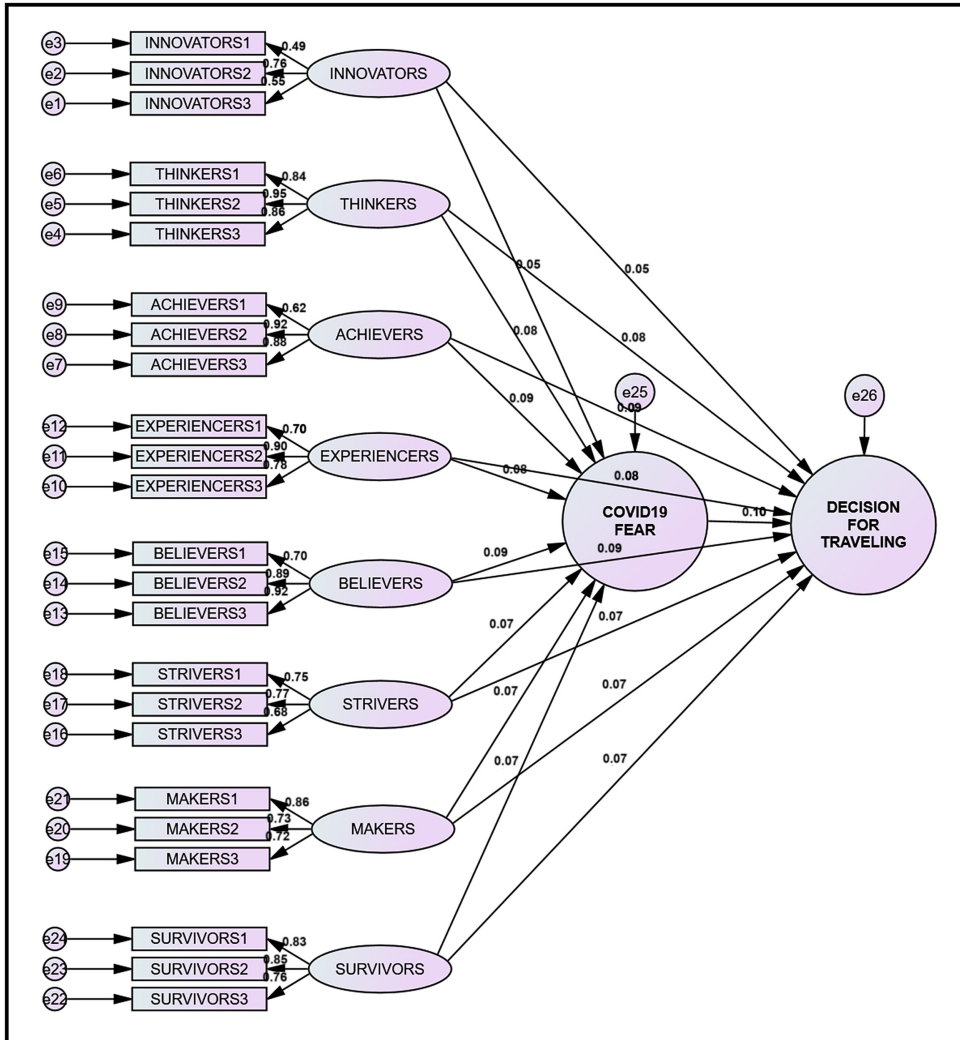 e3
INNOVATORS1
0.49
e2
INNOVATORS2
0.76
INNOVATORS
e1
INNOVATORS3
0.55
e6
THINKERS1
0.84
e5
THINKERS2
0.95
THINKERS
e4
THINKERS3
0.86
e9
ACHIEVERS1
0.62
e8
ACHIEVERS2
0.92
ACHIEVERS
e7
ACHIEVERS3
0.88
e12
EXPERIENCERS1
0.70
e11
EXPERIENCERS2
0.90
EXPERIENCERS
e10
EXPERIENCERS3
0.78
e15
BELIEVERS1
0.70
e14
BELIEVERS2
0.89
BELIEVERS
e13
BELIEVERS3
0.92
e18
STRIVERS1
0.75
e17
STRIVERS2
0.77
STRIVERS
e16
STRIVERS3
0.68
e21
MAKERS1
0.86
e20
MAKERS2
0.73
MAKERS
e19
MAKERS3
0.72
e24
SURVIVORS1
0.83
e23
SURVIVORS2
0.85
SURVIVORS
e22
SURVIVORS3
0.76
0.05
0.05
0.08
0.08
0.09
0.09
0.08
0.08
0.09
0.09
0.07
0.07
0.07
0.07
0.07
0.07
0.10
e25
COVID19
FEAR
e26
DECISION
FOR
TRAVELING